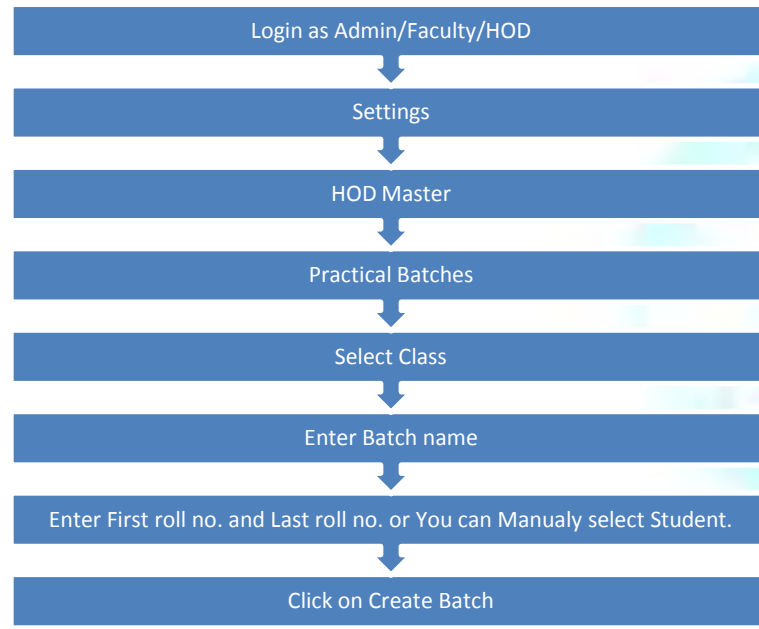 Login as Admin/Faculty/HOD
Settings
HOD Master
Practical Batches
Select Class
Enter Batch name
Enter First roll no. and Last roll no. or You can Manualy select Student.
Click on Create Batch